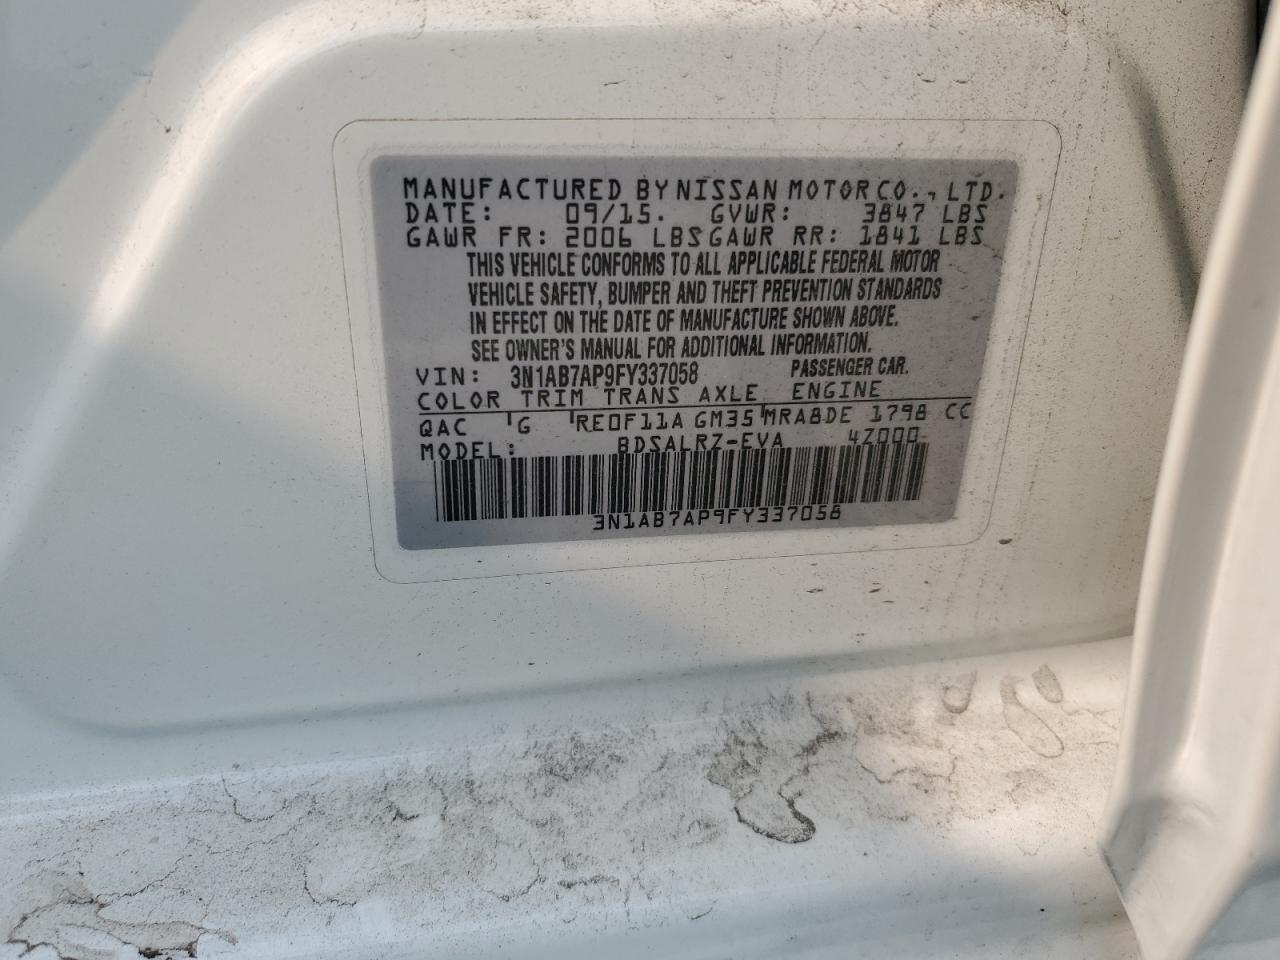 MANUFACTURED BY NISSAN MOTOR CO., LTD.
DATE: 09/15. GVWR: 3847 LBS
GAWR FR: 2006 LBS GAWR RR: 1841 LBS
THIS VEHICLE CONFORMS TO ALL APPLICABLE FEDERAL MOTOR
VEHICLE SAFETY, BUMPER AND THEFT PREVENTION STANDARDS
IN EFFECT ON THE DATE OF MANUFACTURE SHOWN ABOVE.
SEE OWNER'S MANUAL FOR ADDITIONAL INFORMATION.
VIN: 3N1AB7AP9FY337058 PASSENGER CAR.
COLOR TRIM TRANS AXLE ENGINE
QAC G RE0F11A GM35 MRA8DE 1798 CC
MODEL: BDSALRZ-EVA 4Z000
3N1AB7AP9FY337058